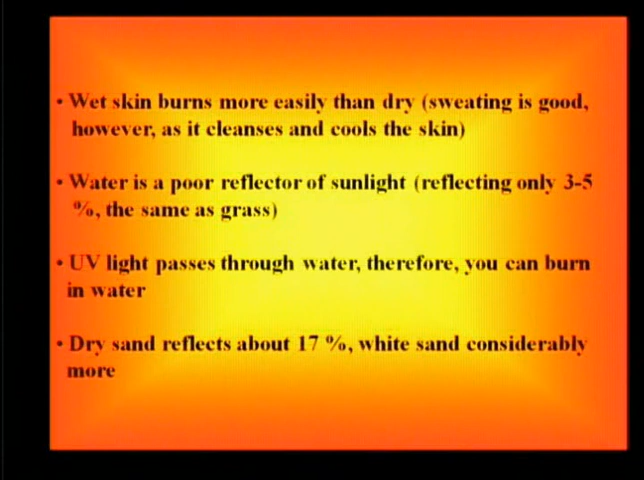 • Wet skin burns more easily than dry (sweating is good,
however, as it cleanses and cools the skin)
• Water is a poor reflector of sunlight (reflecting only 3-5
%, the same as grass)
• UV light passes through water, therefore, you can burn
in water
• Dry sand reflects about 17 %, white sand considerably
more